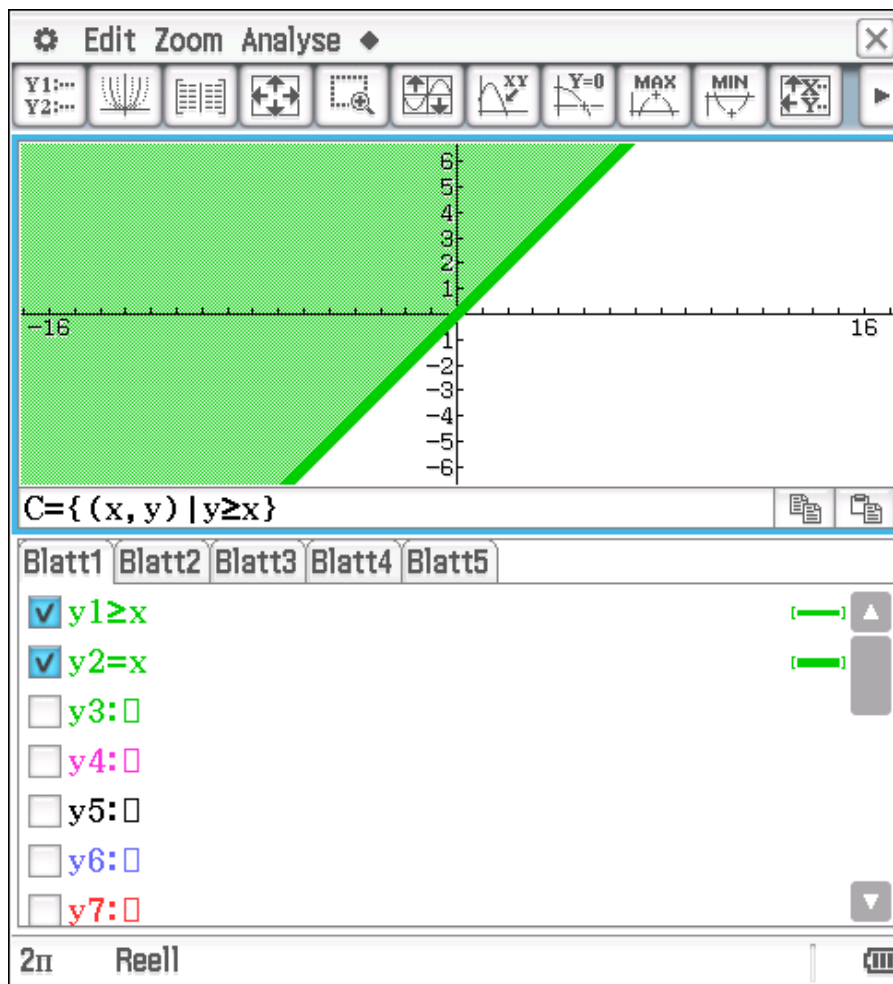 Edit Zoom Analyse
Y1:… XY Y=0 MAX MIN X..
Y2:… Y..
6
5
4
3
2
1
-16 16
1
-2
-3
-4
-5
-6
C={(x,y)|y≥x}
Blatt1 Blatt2 Blatt3 Blatt4 Blatt5
y1≥x
y2=x
y3:□
y4:□
y5:□
y6:□
y7:□
2π Reell